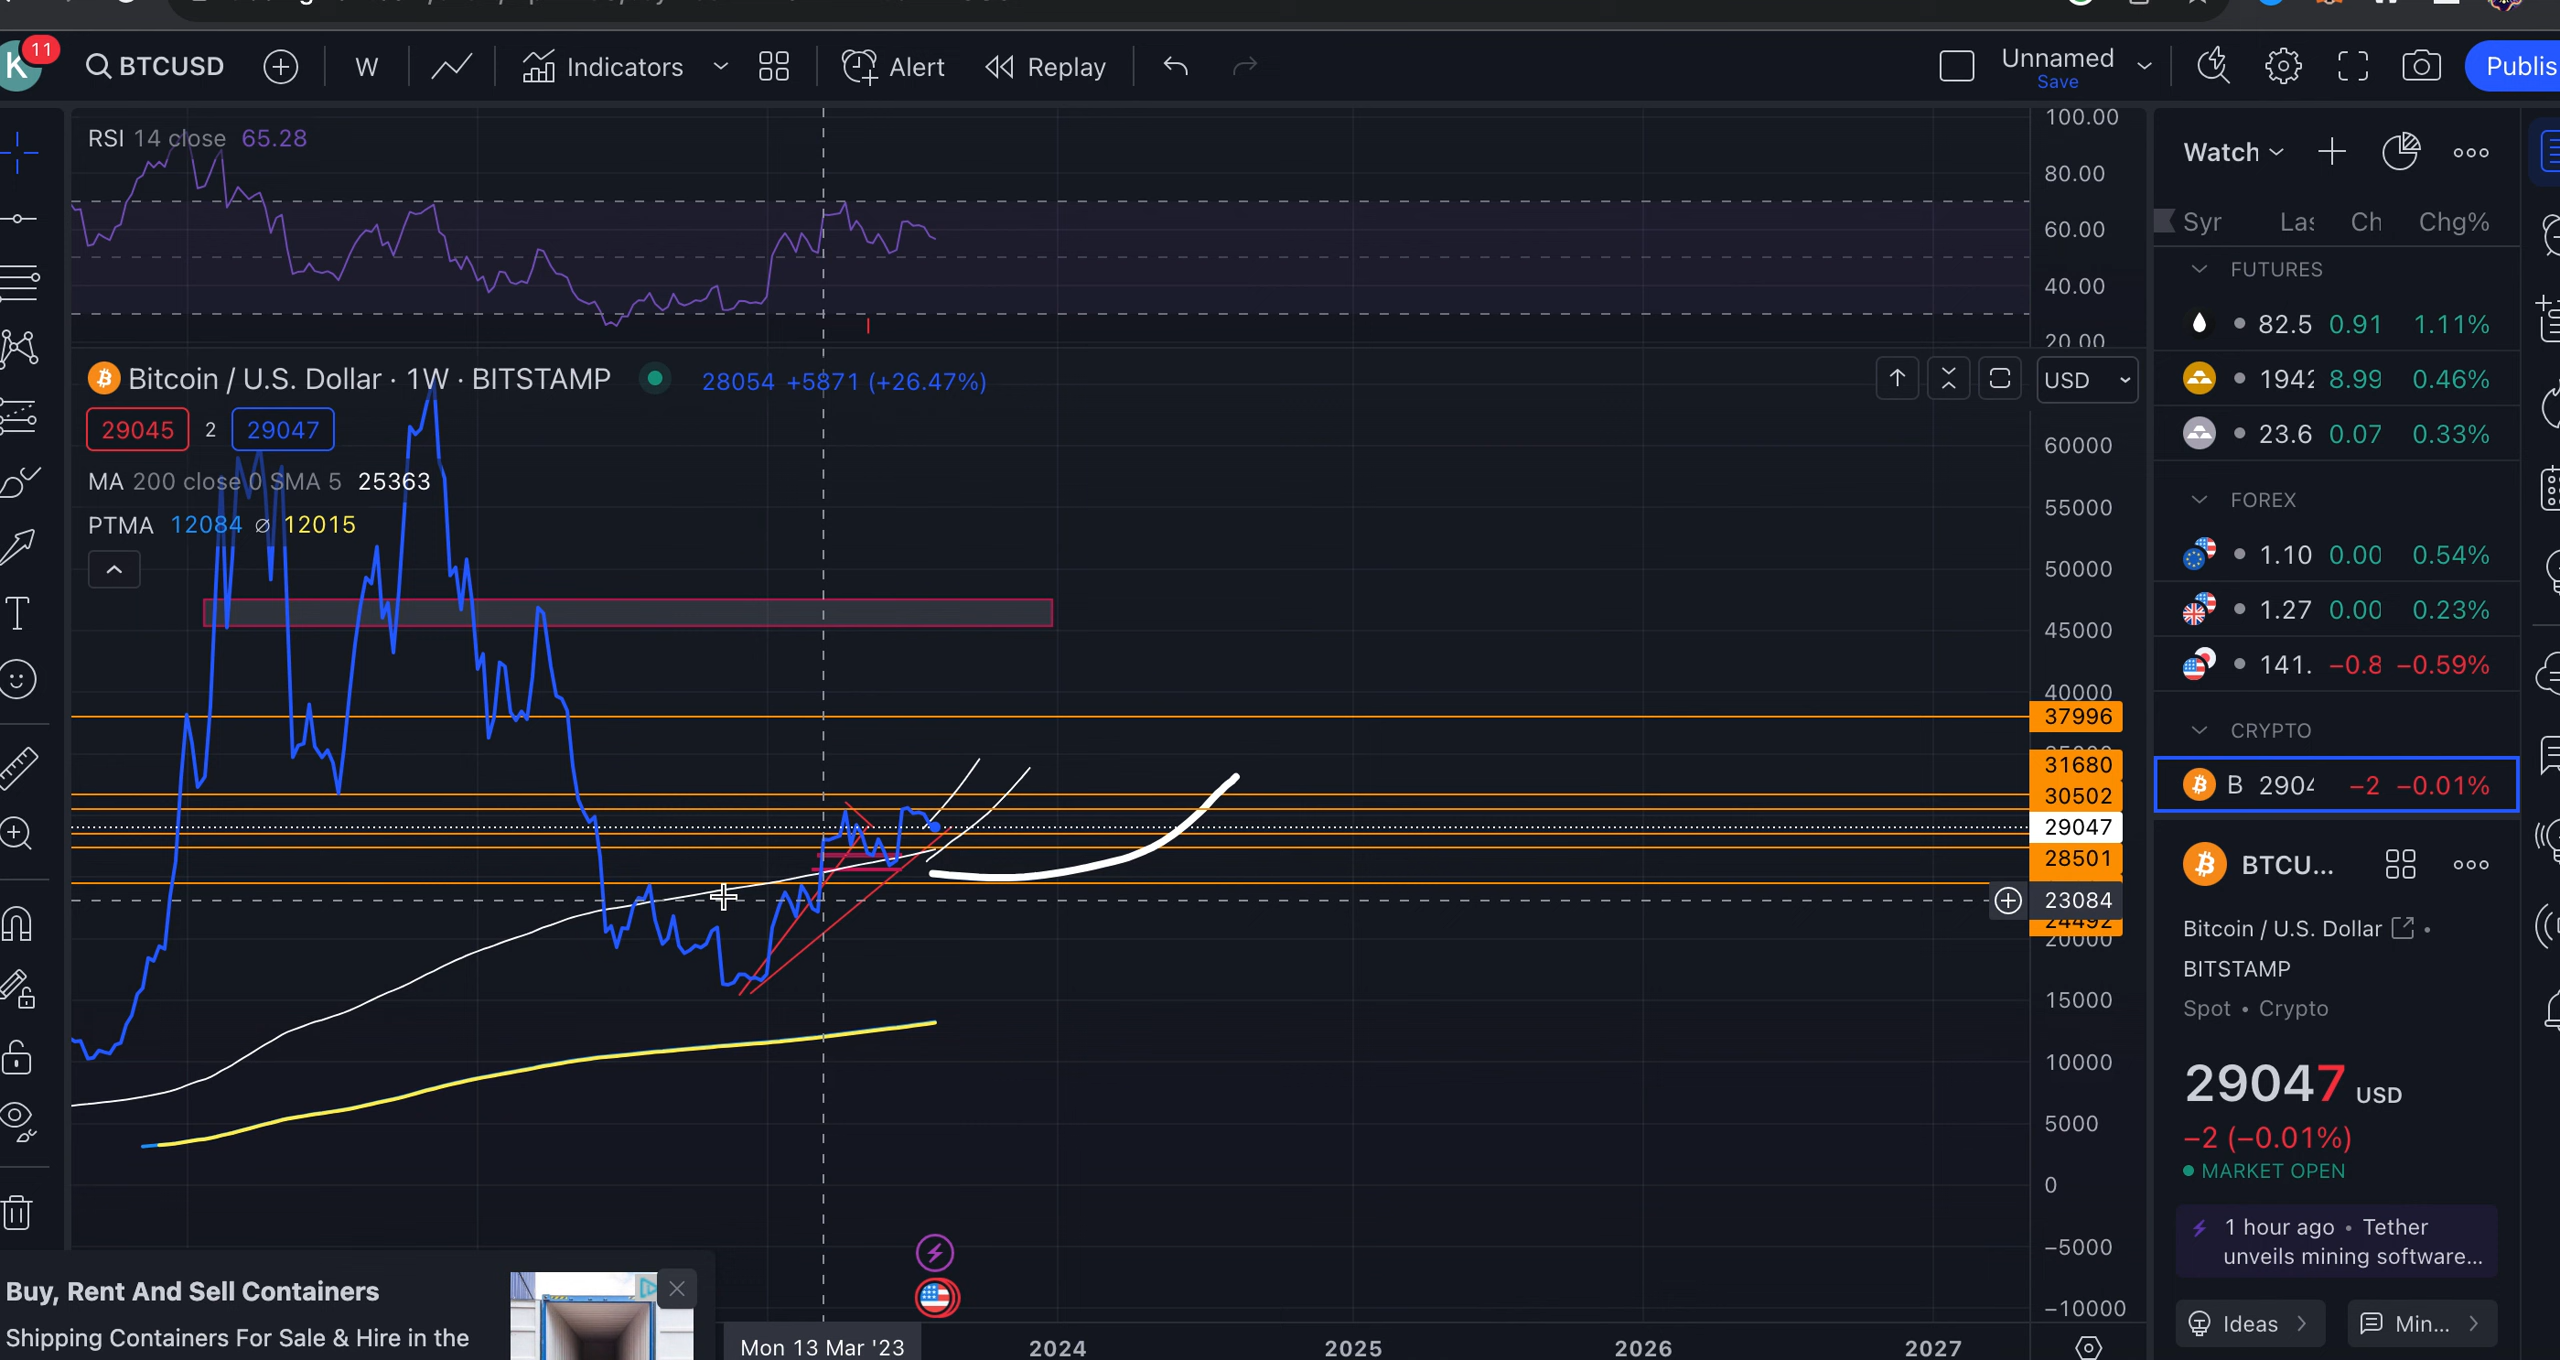 K 11 BTCUSD W Indicators Alert Replay Unnamed Publis
Save
RSI 14 close 65.28
100.00
80.00
60.00
40.00
20.00
Bitcoin / U.S. Dollar · 1W · BITSTAMP 28054 +5871 (+26.47%)
USD
29045 2 29047
MA 200 close 0 SMA 5 25363
PTMA 12084 ∅ 12015
60000
55000
50000
45000
40000
37996
31680
30502
29047
28501
23084
24492
20000
15000
10000
5000
0
−5000
−10000
Mon 13 Mar '23 2024 2025 2026 2027
Buy, Rent And Sell Containers
Shipping Containers For Sale & Hire in the
Watch
Syr Las Ch Chg%
FUTURES
82.5 0.91 1.11%
1942 8.99 0.46%
23.6 0.07 0.33%
FOREX
1.10 0.00 0.54%
1.27 0.00 0.23%
141. −0.8 −0.59%
CRYPTO
B 2904 −2 −0.01%
BTCU...
Bitcoin / U.S. Dollar •
BITSTAMP
Spot • Crypto
29047 USD
−2 (−0.01%)
MARKET OPEN
1 hour ago • Tether
unveils mining software...
Ideas Min...